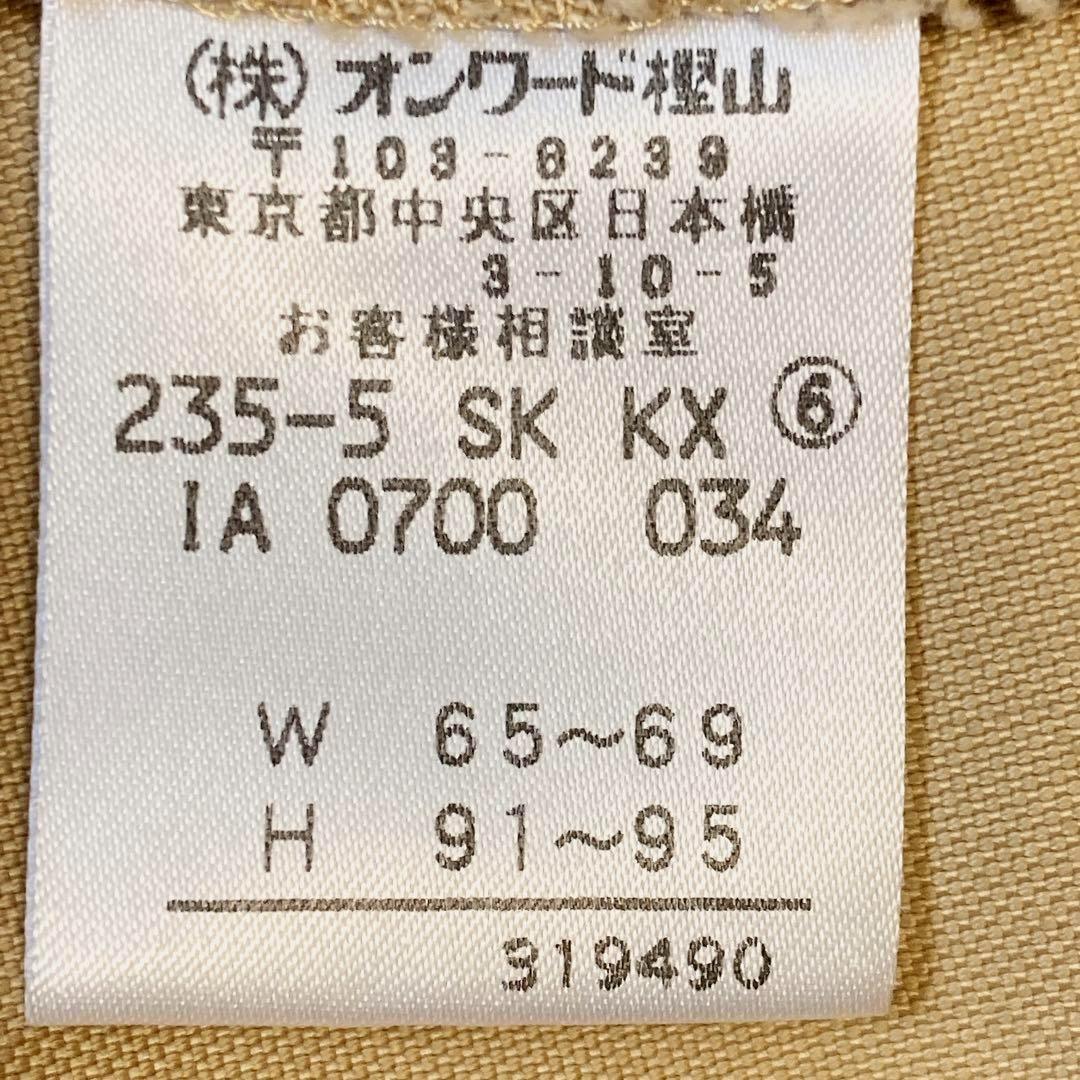 (株)オンワード樫山
〒103-8239
東京都中央区日本橋
3-10-5
お客様相談室
235-5 SK KX ⑥
IA 0700 034
W 65~69
H 91~95
919490